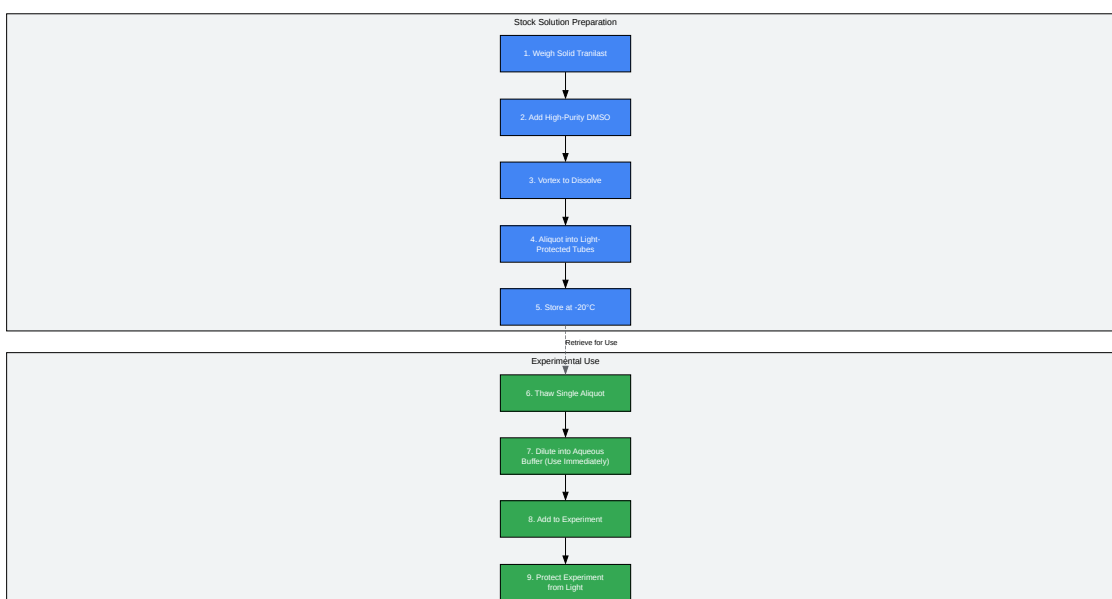 Stock Solution Preparation
1. Weigh Solid Tranilast
2. Add High-Purity DMSO
3. Vortex to Dissolve
4. Aliquot into Light-
Protected Tubes
5. Store at -20°C
Retrieve for Use
Experimental Use
6. Thaw Single Aliquot
7. Dilute into Aqueous
Buffer (Use Immediately)
8. Add to Experiment
9. Protect Experiment
from Light